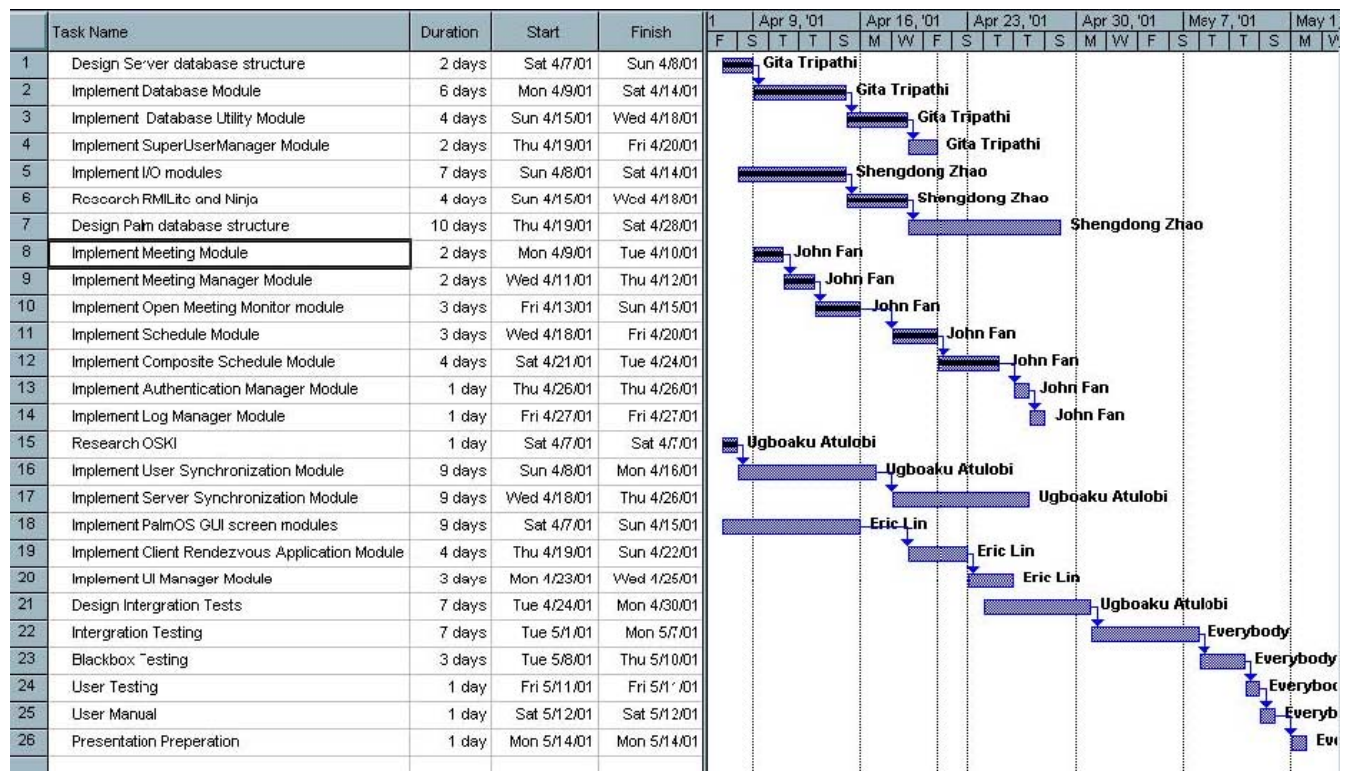 Task Name Duration Start Finish 1 Apr 9, '01 Apr 16, '01 Apr 23, '01 Apr 30, '01 May 7, '01 May 1
F S T T S M W F S T T S M W F S T T S M W
1 Design Server database structure 2 days Sat 4/7/01 Sun 4/8/01 Gita Tripathi
2 Implement Database Module 6 days Mon 4/9/01 Sat 4/14/01 Gita Tripathi
3 Implement Database Utility Module 4 days Sun 4/15/01 Wed 4/18/01 Gita Tripathi
4 Implement SuperUserManager Module 2 days Thu 4/19/01 Fri 4/20/01 Gita Tripathi
5 Implement I/O modules 7 days Sun 4/8/01 Sat 4/14/01 Shengdong Zhao
6 Research RMILite and Ninja 4 days Sun 4/15/01 Wed 4/18/01 Shengdong Zhao
7 Design Palm database structure 10 days Thu 4/19/01 Sat 4/28/01 Shengdong Zhao
8 Implement Meeting Module 2 days Mon 4/9/01 Tue 4/10/01 John Fan
9 Implement Meeting Manager Module 2 days Wed 4/11/01 Thu 4/12/01 John Fan
10 Implement Open Meeting Monitor module 3 days Fri 4/13/01 Sun 4/15/01 John Fan
11 Implement Schedule Module 3 days Wed 4/18/01 Fri 4/20/01 John Fan
12 Implement Composite Schedule Module 4 days Sat 4/21/01 Tue 4/24/01 John Fan
13 Implement Authentication Manager Module 1 day Thu 4/26/01 Thu 4/26/01 John Fan
14 Implement Log Manager Module 1 day Fri 4/27/01 Fri 4/27/01 John Fan
15 Research OSKI 1 day Sat 4/7/01 Sat 4/7/01 Ugboaku Atulobi
16 Implement User Synchronization Module 9 days Sun 4/8/01 Mon 4/16/01 Ugboaku Atulobi
17 Implement Server Synchronization Module 9 days Wed 4/18/01 Thu 4/26/01 Ugboaku Atulobi
18 Implement PalmOS GUI screen modules 9 days Sat 4/7/01 Sun 4/15/01 Eric Lin
19 Implement Client Rendezvous Application Module 4 days Thu 4/19/01 Sun 4/22/01 Eric Lin
20 Implement UI Manager Module 3 days Mon 4/23/01 Wed 4/25/01 Eric Lin
21 Design Intergration Tests 7 days Tue 4/24/01 Mon 4/30/01 Ugboaku Atulobi
22 Intergration Testing 7 days Tue 5/1/01 Mon 5/7/01 Everybody
23 Blackbox Testing 3 days Tue 5/8/01 Thu 5/10/01 Everybody
24 User Testing 1 day Fri 5/11/01 Fri 5/11/01 Everyboc
25 User Manual 1 day Sat 5/12/01 Sat 5/12/01 Everyb
26 Presentation Preperation 1 day Mon 5/14/01 Mon 5/14/01 Eve